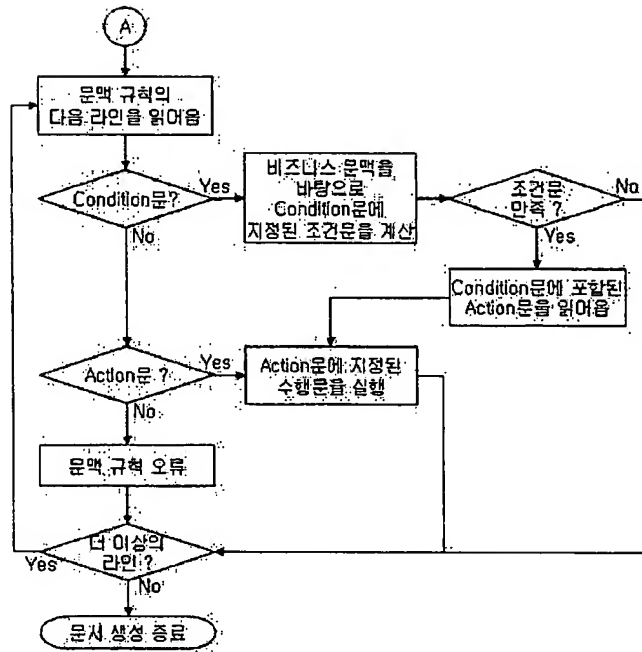 A
문맥 규칙의
다음 라인을 읽어옴
Condition문?
Yes
No
비즈니스 문맥을
바탕으로
Condition문에
지정된 조건문을 계산
조건문
만족 ?
No
Yes
Condition문에 포함된
Action문을 읽어옴
Action문 ?
Yes
No
Action문에 지정된
수행문을 실행
문맥 규칙 오류
더 이상의
라인 ?
Yes
No
문서 생성 종료